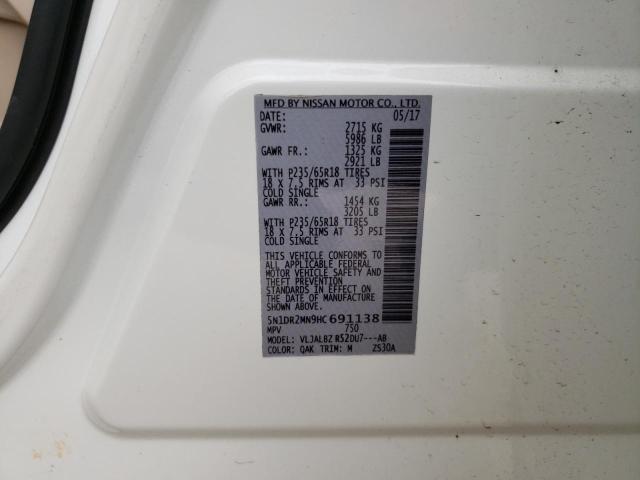 MFD BY NISSAN MOTOR CO., LTD.
DATE: 05/17
GVWR: 2715 KG
5986 LB
GAWR FR.: 1325 KG
2921 LB
WITH P235/65R18 TIRES
18 x 7.5 RIMS AT 33 PSI
COLD SINGLE
GAWR RR.: 1454 KG
3205 LB
WITH P235/65R18 TIRES
18 x 7.5 RIMS AT 33 PSI
COLD SINGLE
THIS VEHICLE CONFORMS TO
ALL APPLICABLE FEDERAL
MOTOR VEHICLE SAFETY AND
THEFT PREVENTION
STANDARDS IN EFFECT ON
THE DATE OF MANUFACTURE
SHOWN ABOVE.
5N1DR2MN9HC691138
MPV 750
MODEL: VLJALBZ R52DU7---AB
COLOR: QAK TRIM: M ZS30A